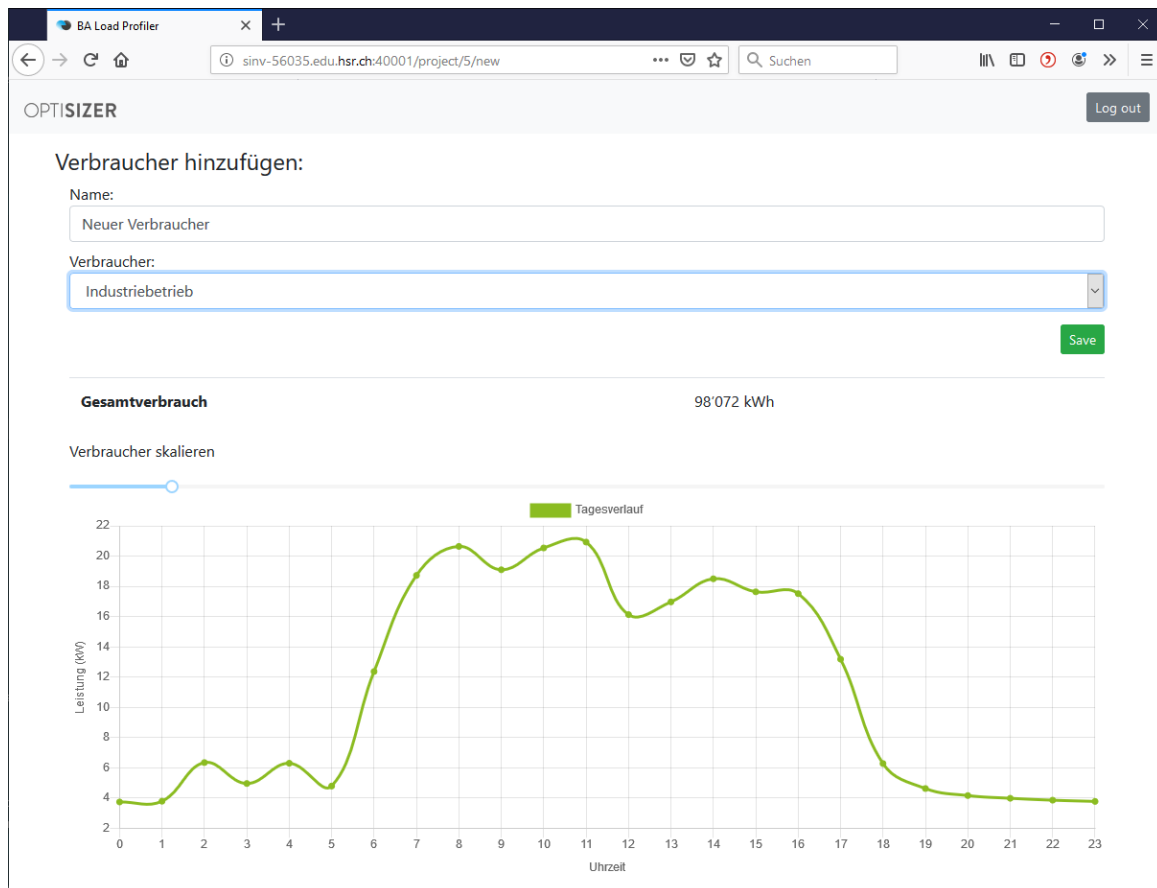 BA Load Profiler
sinv-56035.edu.hsr.ch:40001/project/5/new
Suchen
OPTISIZER
Log out
Verbraucher hinzufügen:
Name:
Neuer Verbraucher
Verbraucher:
Industriebetrieb
Save
Gesamtverbrauch 98´072 kWh
Verbraucher skalieren
Tagesverlauf
22
20
18
16
14
12
10
8
6
4
2
Leistung (kW)
0 1 2 3 4 5 6 7 8 9 10 11 12 13 14 15 16 17 18 19 20 21 22 23
Uhrzeit